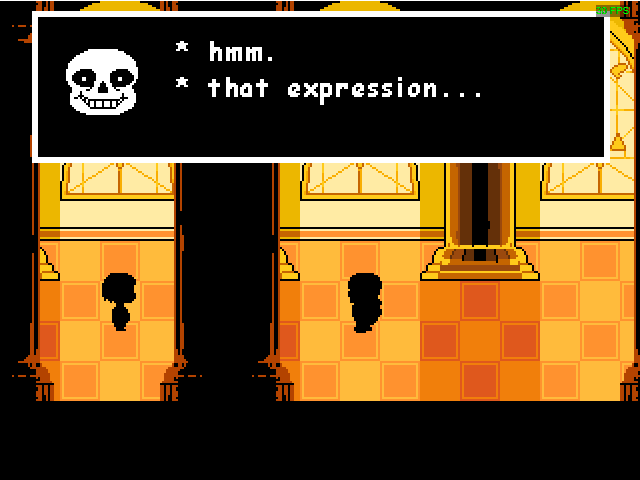 * hmm.
* that expression...